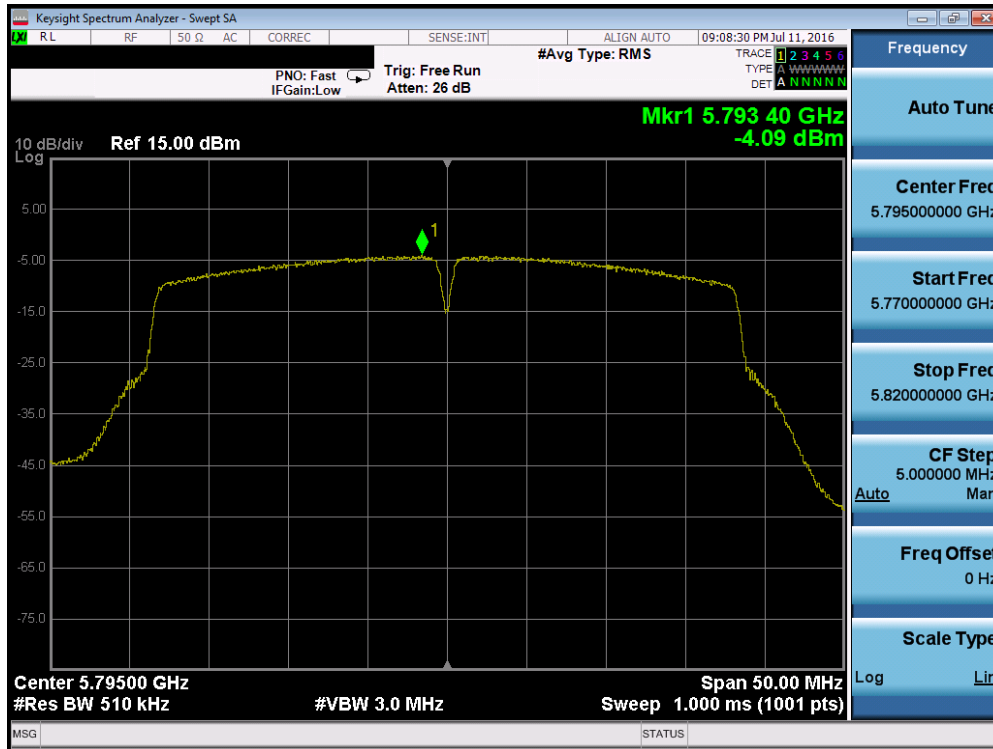 Keysight Spectrum Analyzer - Swept SA
LXI RL RF 50 Ω AC CORREC SENSE:INT ALIGN AUTO 09:08:30 PM Jul 11, 2016
#Avg Type: RMS
TRACE 1 2 3 4 5 6
TYPE A WWWWW
DET A N N N N N
PNO: Fast
IFGain:Low
Trig: Free Run
Atten: 26 dB
Mkr1 5.793 40 GHz
-4.09 dBm
10 dB/div
Log
Ref 15.00 dBm
1
5.00
-5.00
-15.0
-25.0
-35.0
-45.0
-55.0
-65.0
-75.0
Center 5.79500 GHz
Span 50.00 MHz
#Res BW 510 kHz
#VBW 3.0 MHz
Sweep 1.000 ms (1001 pts)
MSG
STATUS
Frequency
Auto Tune
Center Freq
5.795000000 GHz
Start Freq
5.770000000 GHz
Stop Freq
5.820000000 GHz
CF Step
5.000000 MHz
Auto Man
Freq Offset
0 Hz
Scale Type
Log Lin